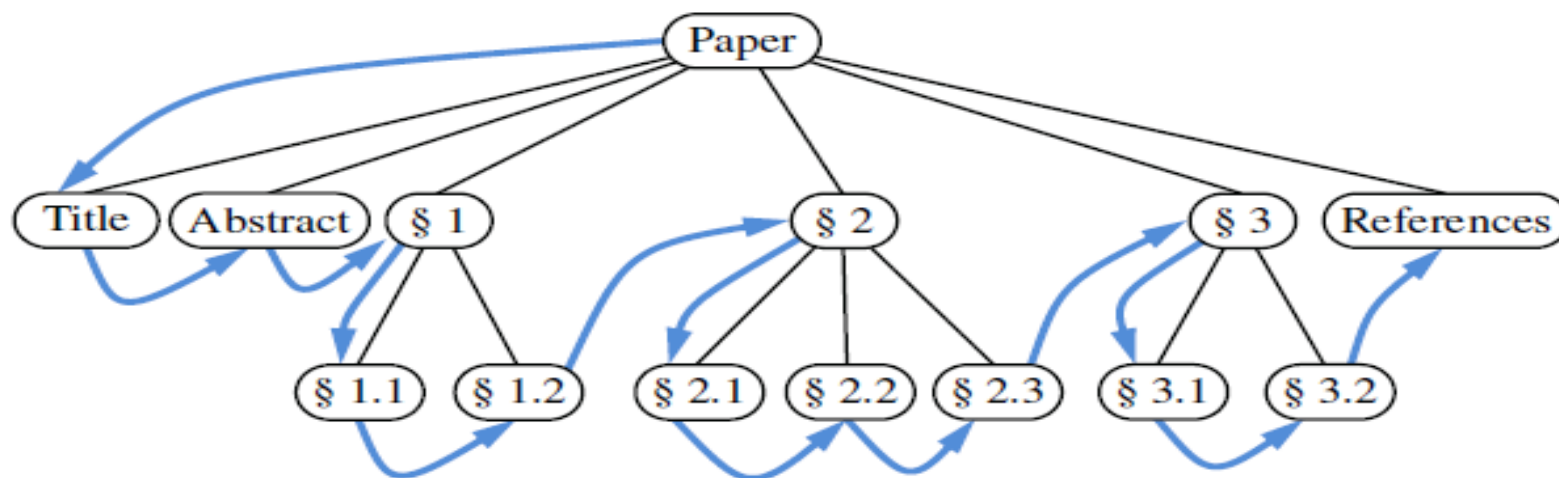 Paper
Title Abstract § 1 § 2 § 3 References
§ 1.1 § 1.2 § 2.1 § 2.2 § 2.3 § 3.1 § 3.2